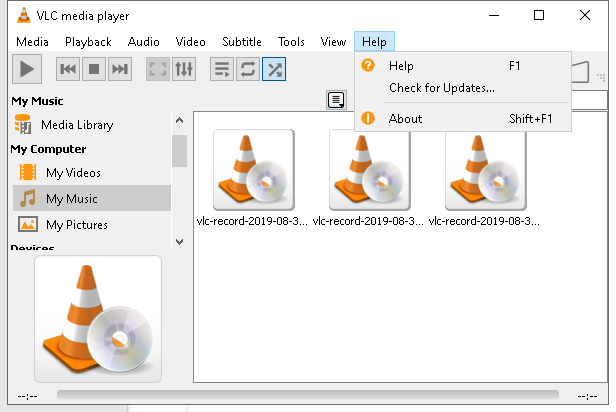 VLC media player
Media Playback Audio Video Subtitle Tools View Help
Help F1
Check for Updates...
About Shift+F1
My Music
Media Library
My Computer
My Videos
My Music
My Pictures
Devices
vlc-record-2019-08-3... vlc-record-2019-08-3... vlc-record-2019-08-3...
--:-- --:--